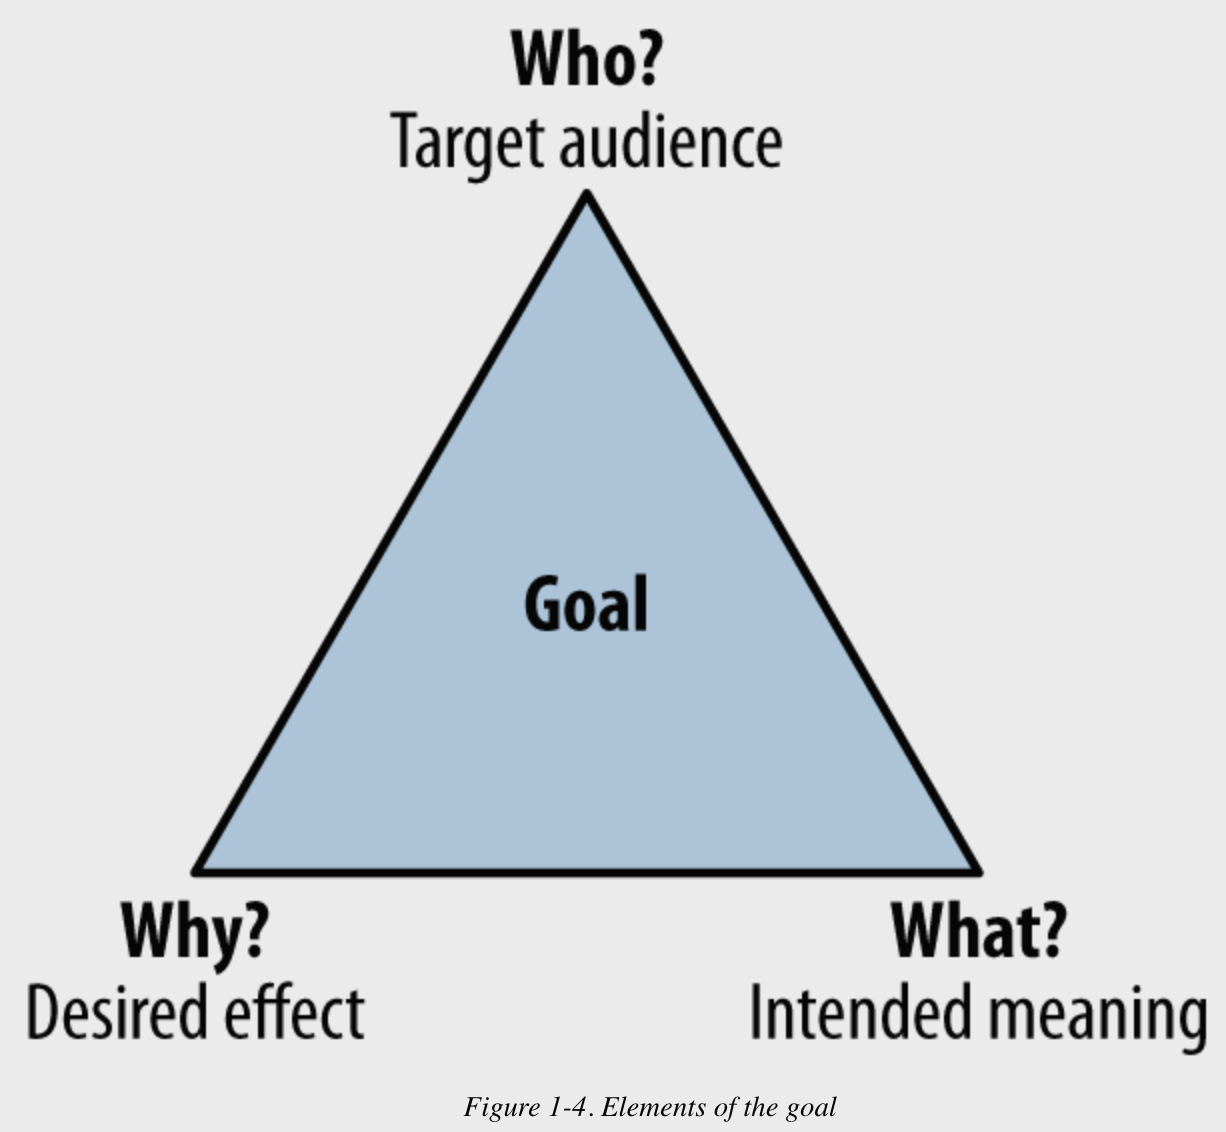 Who?
Target audience
Goal
Why?
Desired effect
What?
Intended meaning
Figure 1-4. Elements of the goal